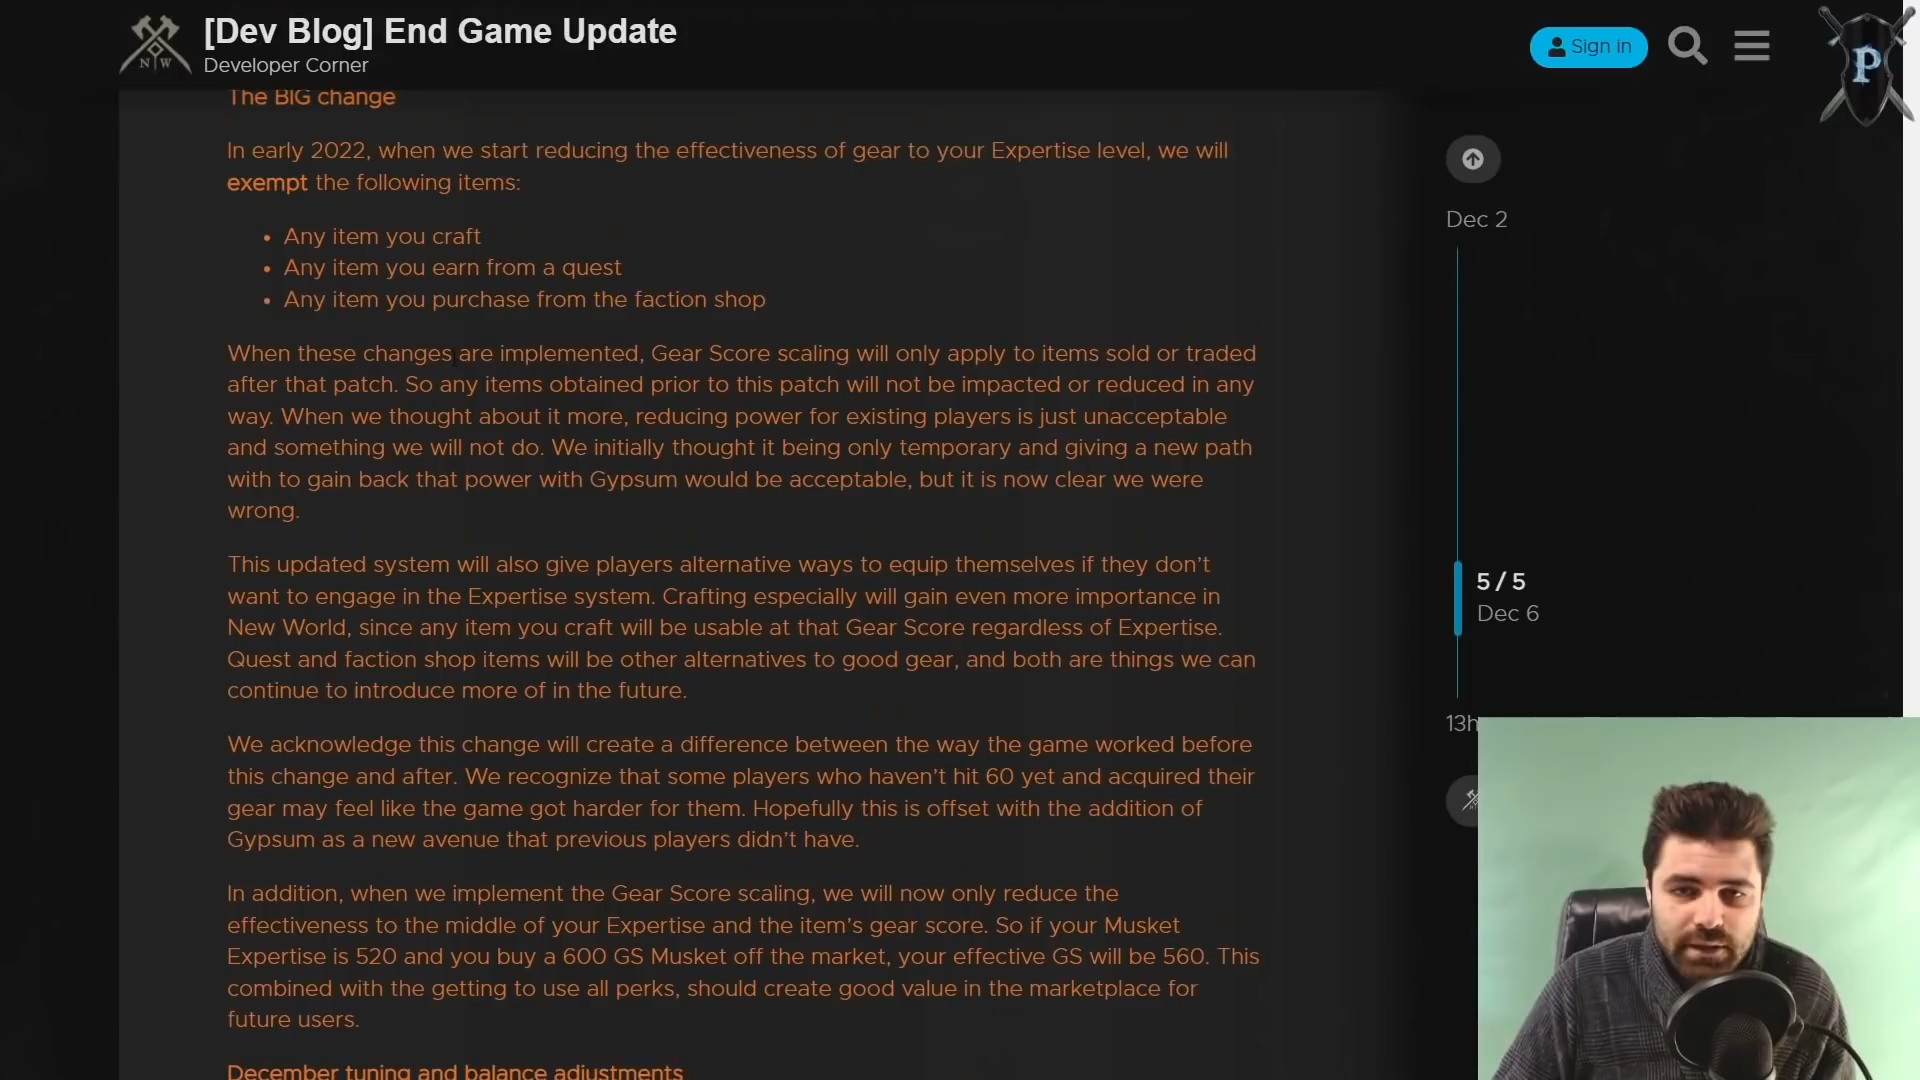 [Dev Blog] End Game Update
Developer Corner
N W
Sign in
P
The BIG change
In early 2022, when we start reducing the effectiveness of gear to your Expertise level, we will
exempt the following items:
• Any item you craft
• Any item you earn from a quest
• Any item you purchase from the faction shop
When these changes are implemented, Gear Score scaling will only apply to items sold or traded
after that patch. So any items obtained prior to this patch will not be impacted or reduced in any
way. When we thought about it more, reducing power for existing players is just unacceptable
and something we will not do. We initially thought it being only temporary and giving a new path
with to gain back that power with Gypsum would be acceptable, but it is now clear we were
wrong.
This updated system will also give players alternative ways to equip themselves if they don’t
want to engage in the Expertise system. Crafting especially will gain even more importance in
New World, since any item you craft will be usable at that Gear Score regardless of Expertise.
Quest and faction shop items will be other alternatives to good gear, and both are things we can
continue to introduce more of in the future.
We acknowledge this change will create a difference between the way the game worked before
this change and after. We recognize that some players who haven’t hit 60 yet and acquired their
gear may feel like the game got harder for them. Hopefully this is offset with the addition of
Gypsum as a new avenue that previous players didn’t have.
In addition, when we implement the Gear Score scaling, we will now only reduce the
effectiveness to the middle of your Expertise and the item’s gear score. So if your Musket
Expertise is 520 and you buy a 600 GS Musket off the market, your effective GS will be 560. This
combined with the getting to use all perks, should create good value in the marketplace for
future users.
December tuning and balance adjustments
Dec 2
5 / 5
Dec 6
13h